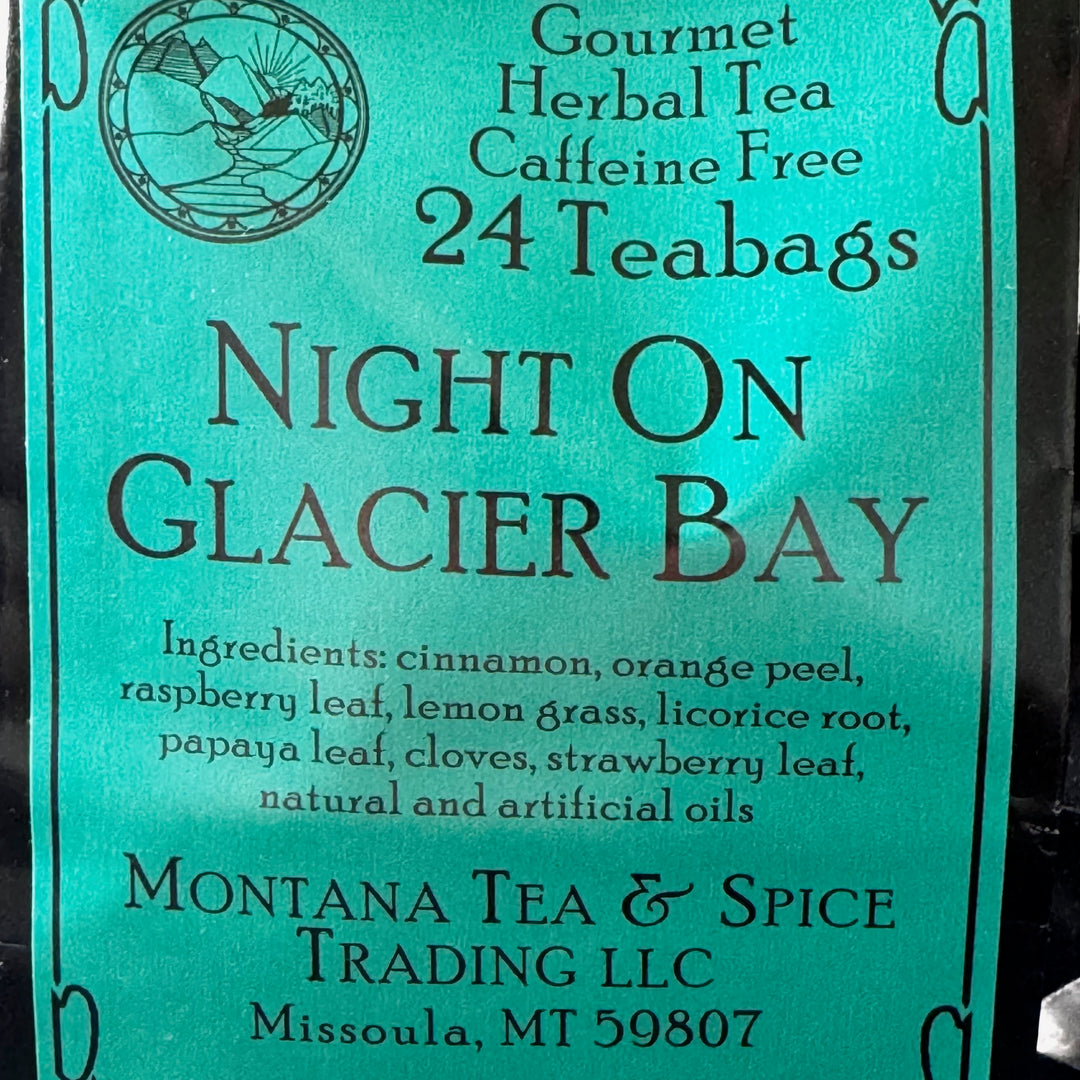 Gourmet
Herbal Tea
Caffeine Free
24 Teabags
NIGHT ON
GLACIER BAY
Ingredients: cinnamon, orange peel,
raspberry leaf, lemon grass, licorice root,
papaya leaf, cloves, strawberry leaf,
natural and artificial oils
MONTANA TEA & SPICE
TRADING LLC
Missoula, MT 59807